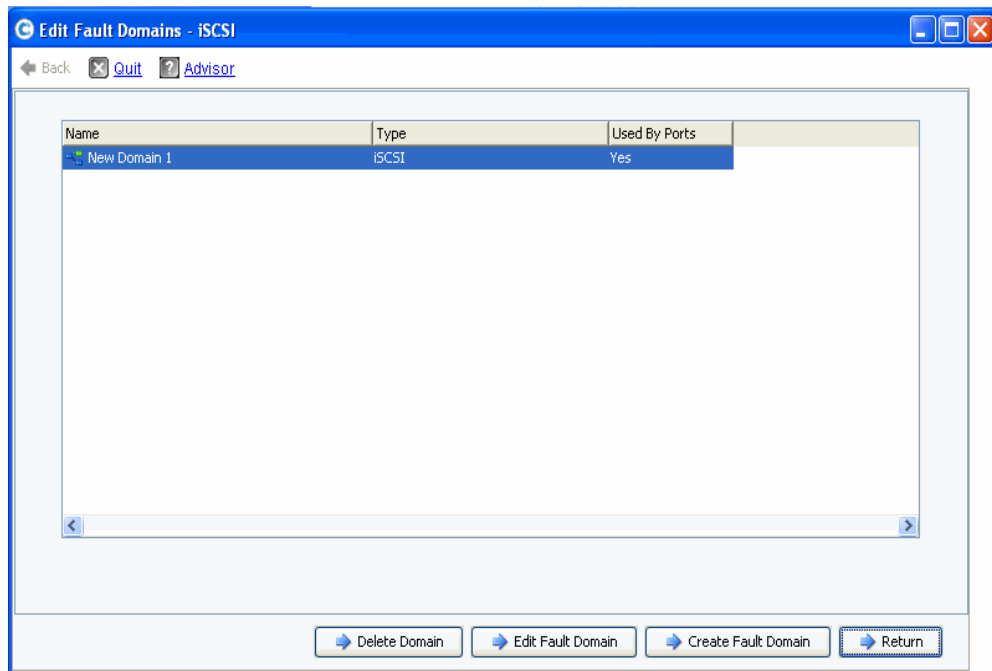 Edit Fault Domains - iSCSI
Back Quit Advisor
Name Type Used By Ports
New Domain 1 iSCSI Yes
Delete Domain Edit Fault Domain Create Fault Domain Return